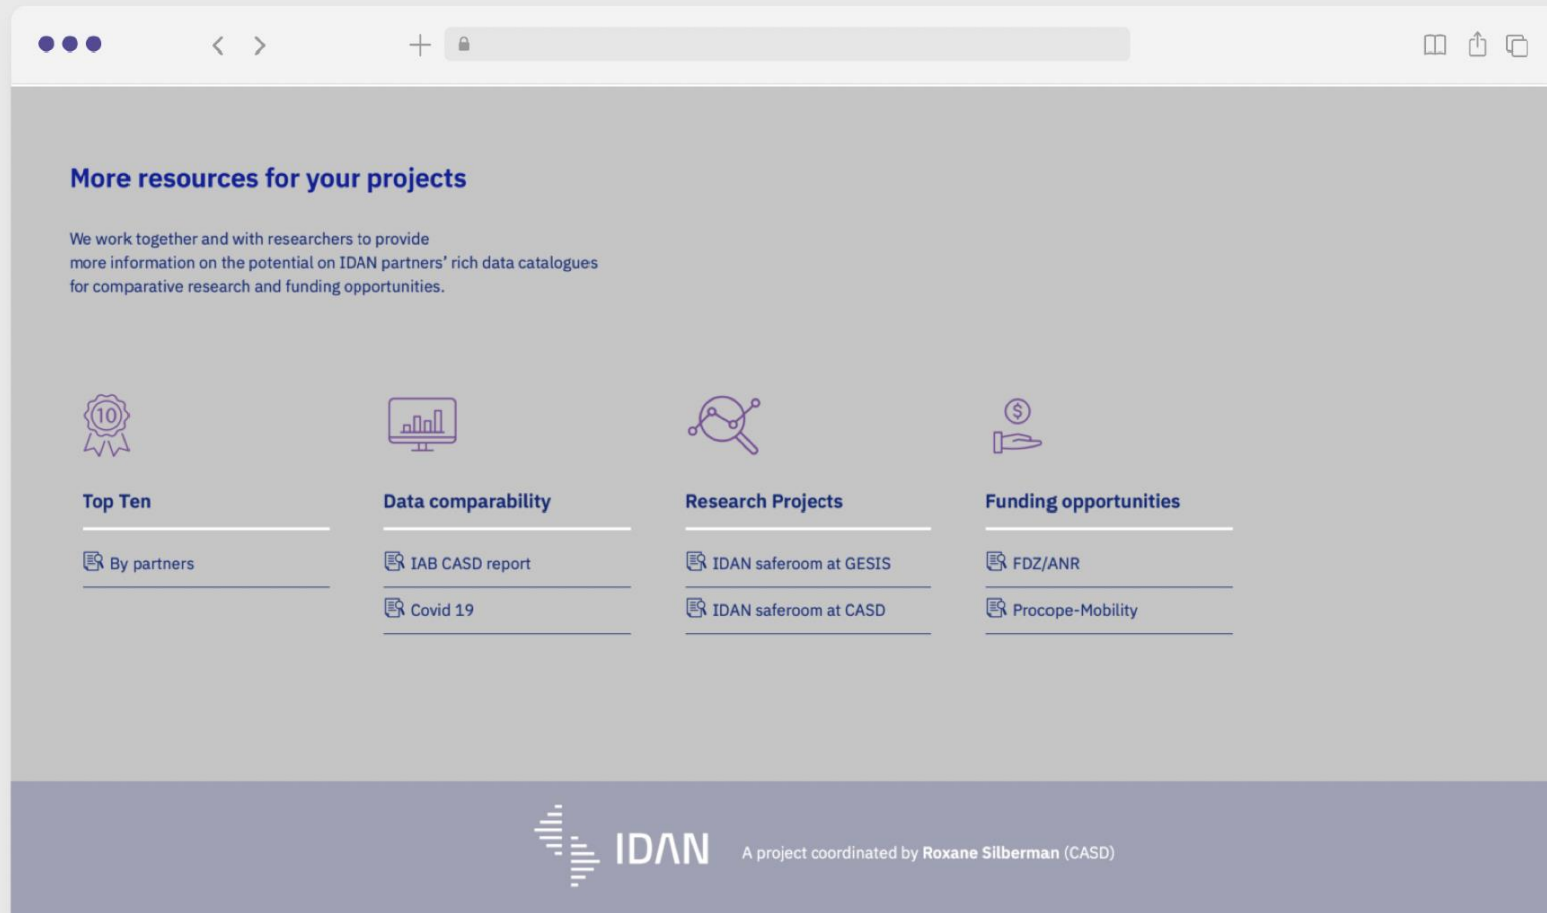 More resources for your projects
We work together and with researchers to provide
more information on the potential on IDAN partners' rich data catalogues
for comparative research and funding opportunities.
10
$
Top Ten
By partners
Data comparability
IAB CASD report
Covid 19
Research Projects
IDAN saferoom at GESIS
IDAN saferoom at CASD
Funding opportunities
FDZ/ANR
Procope-Mobility
IDAN
A project coordinated by Roxane Silberman (CASD)